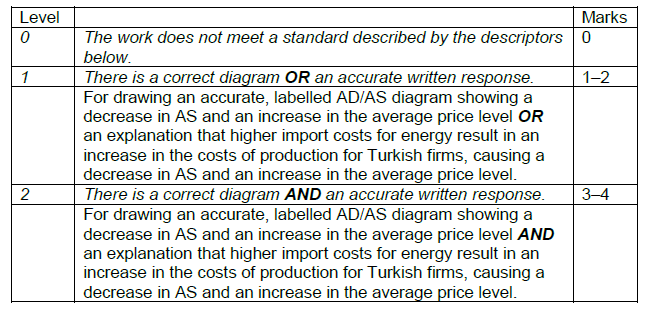 Level Marks
0 The work does not meet a standard described by the descriptors 0
below.
1 There is a correct diagram OR an accurate written response. 1–2
For drawing an accurate, labelled AD/AS diagram showing a
decrease in AS and an increase in the average price level OR
an explanation that higher import costs for energy result in an
increase in the costs of production for Turkish firms, causing a
decrease in AS and an increase in the average price level.
2 There is a correct diagram AND an accurate written response. 3–4
For drawing an accurate, labelled AD/AS diagram showing a
decrease in AS and an increase in the average price level AND
an explanation that higher import costs for energy result in an
increase in the costs of production for Turkish firms, causing a
decrease in AS and an increase in the average price level.